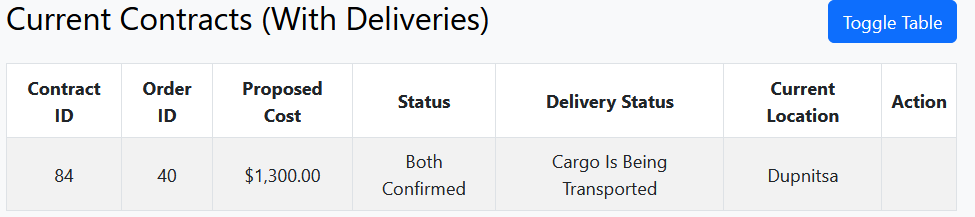 Current Contracts (With Deliveries)
Toggle Table
Contract ID
Order ID
Proposed Cost
Status
Delivery Status
Current Location
Action
84
40
$1,300.00
Both Confirmed
Cargo Is Being Transported
Dupnitsa